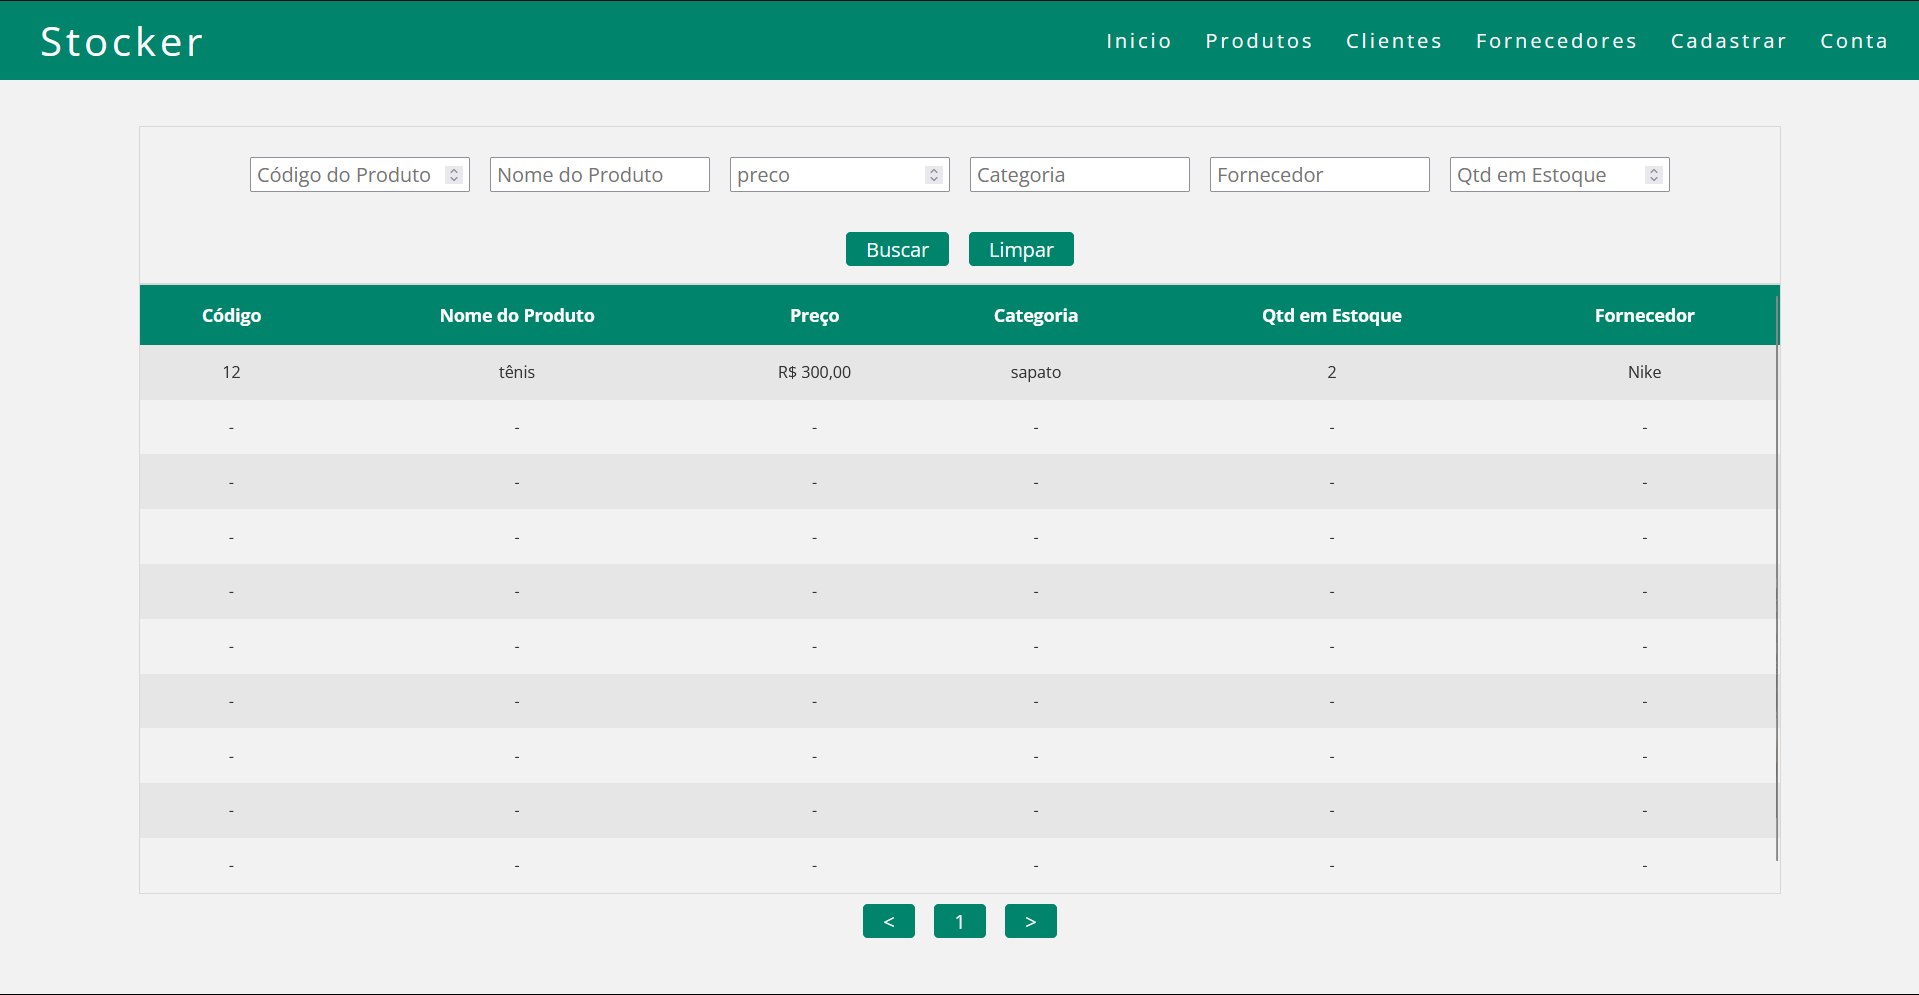 Stocker Inicio Produtos Clientes Fornecedores Cadastrar Conta
Código do Produto Nome do Produto preco Categoria Fornecedor Qtd em Estoque
Buscar Limpar
Código Nome do Produto Preço Categoria Qtd em Estoque Fornecedor
12 tênis R$ 300,00 sapato 2 Nike
- - - - - -
- - - - - -
- - - - - -
- - - - - -
- - - - - -
- - - - - -
- - - - - -
- - - - - -
- - - - - -
< 1 >